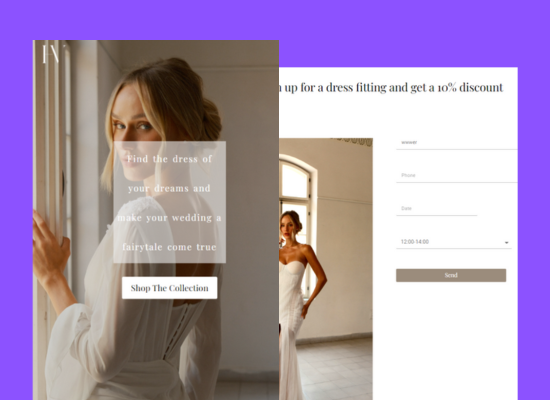 IN
Find the dress of
your dreams and
make your wedding a
fairytale come true
Shop The Collection
up for a dress fitting and get a 10% discount
Phone
Date
12:00-14:00
Send